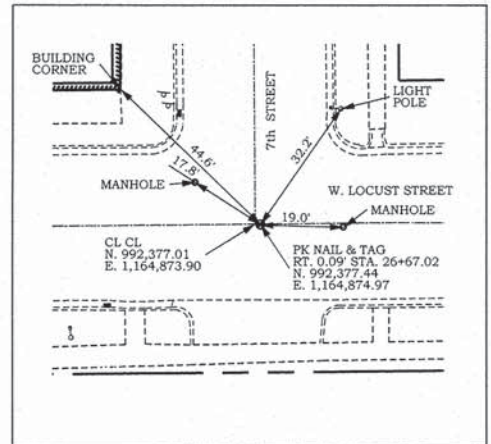 BUILDING
CORNER
7th STREET
LIGHT
POLE
44.6'
32.2'
17.8'
MANHOLE
W. LOCUST STREET
19.0'
MANHOLE
CL CL
N. 992,377.01
E. 1,164,873.90
PK NAIL & TAG
RT. 0.09' STA. 26+67.02
N. 992,377.44
E. 1,164,874.97